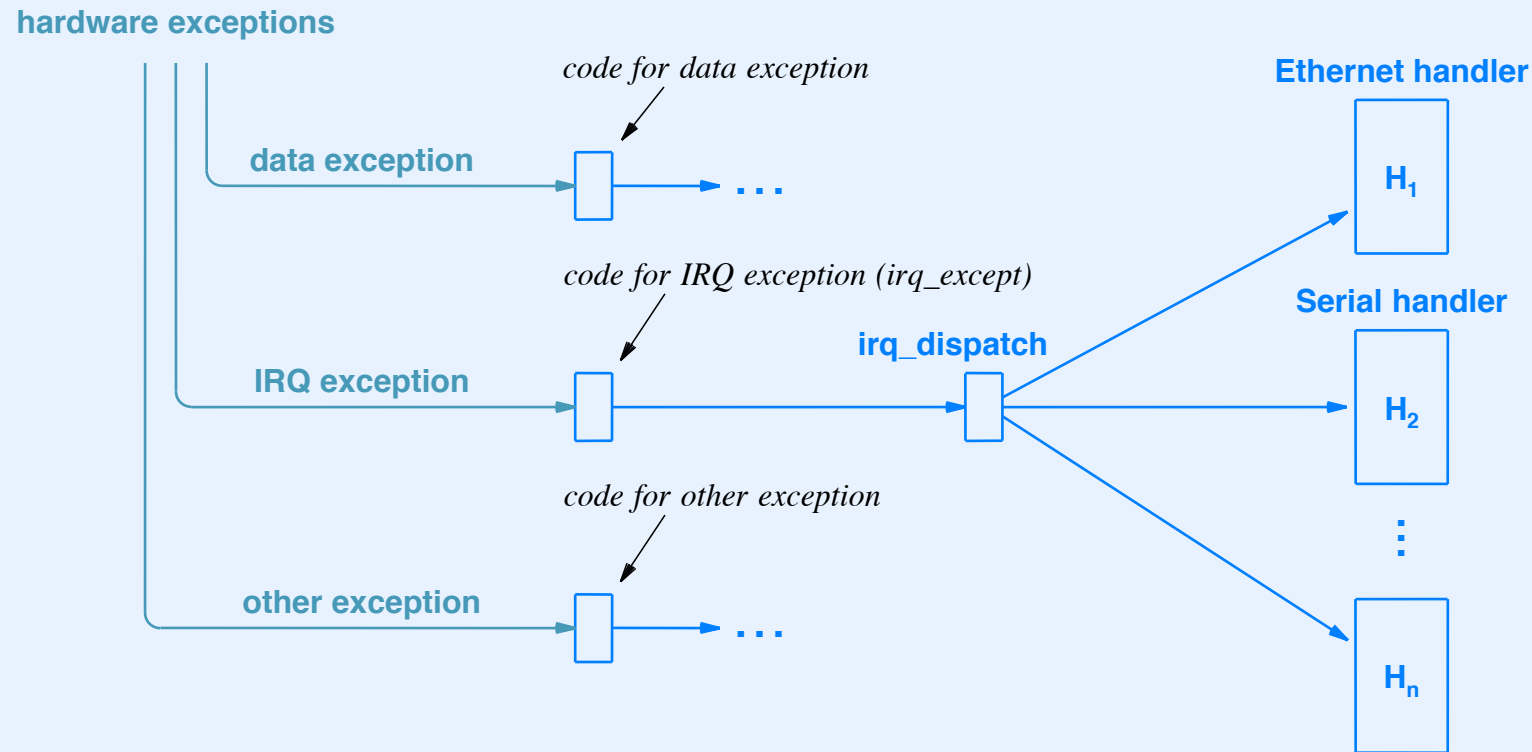 hardware exceptions
code for data exception
Ethernet handler
data exception
. . .
H1
code for IRQ exception (irq_except)
Serial handler
irq_dispatch
IRQ exception
H2
code for other exception
other exception
. . .
Hn